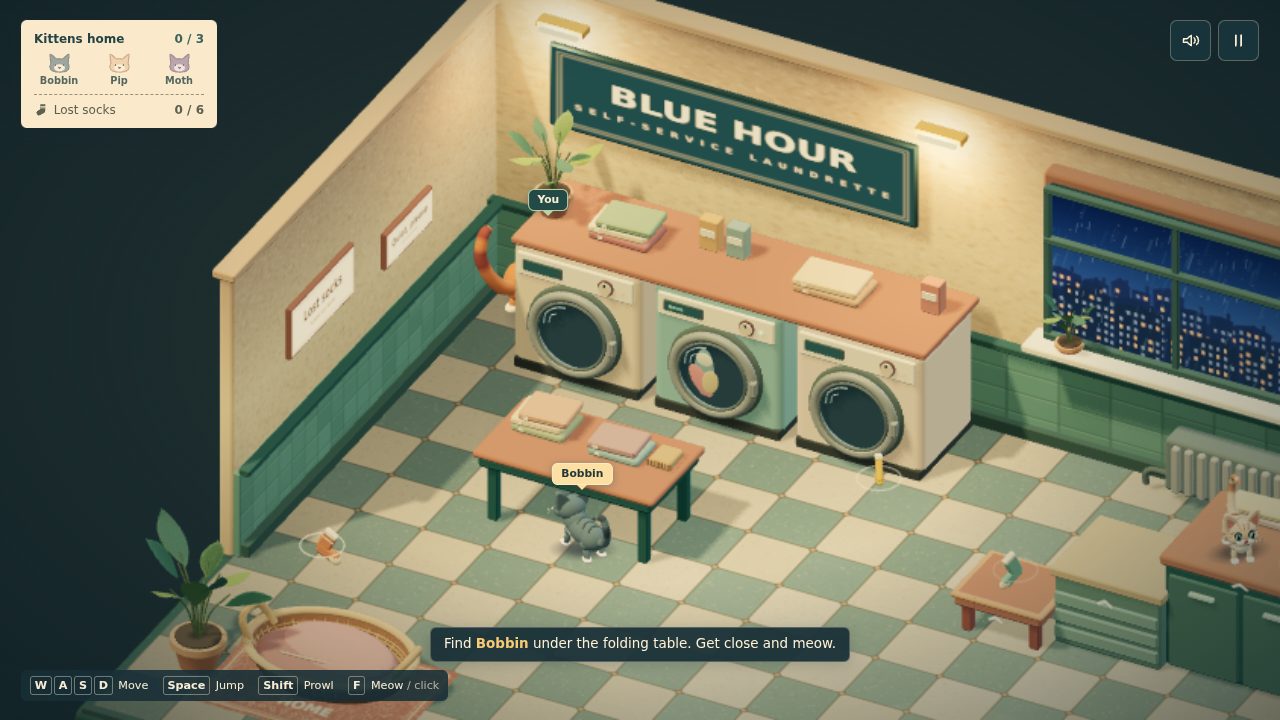 Kittens home 0 / 3
Bobbin Pip Moth
Lost socks 0 / 6
BLUE HOUR
SELF-SERVICE LAUNDRETTE
You
Lost socks
Bobbin
Find Bobbin under the folding table. Get close and meow.
W A S D Move Space Jump Shift Prowl F Meow / click
HOME